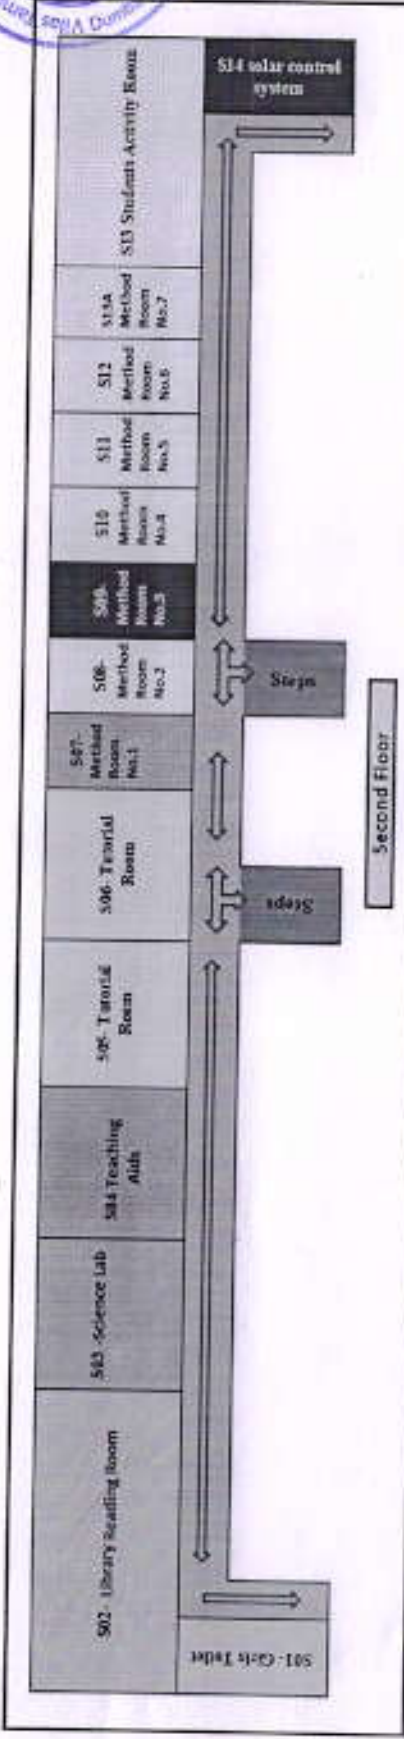 S14 solar control
system
S13 Students Activity Room
S13A
Method
Room
No.7
S12
Method
Room
No.6
S11
Method
Room
No.5
S10
Method
Room
No.4
S09-
Method
Room
No.3
S08-
Method
Room
No.2
S07-
Method
Room
No.1
S06- Tutorial
Room
S05- Tutorial
Room
S04 Teaching
Aids
S03 -Science Lab
S02- Library Reading Room
S01- Girls Toilet
Steps
Steps
Second Floor